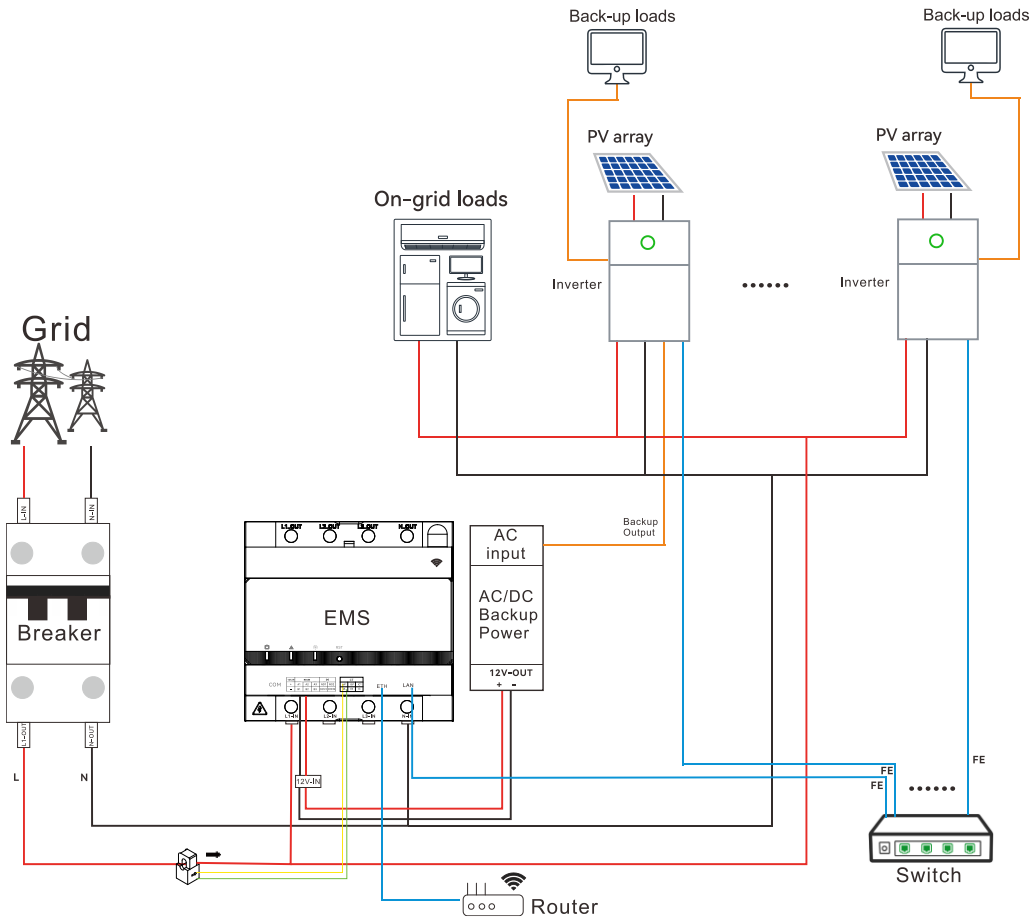 Back-up loads
Back-up loads
PV array
PV array
On-grid loads
Inverter
Inverter
Grid
L-IN
N-IN
L1-OUT
L2-OUT
L3-OUT
N-OUT
Backup
Output
AC
input
EMS
AC/DC
Backup
Power
Breaker
12V-OUT
+ -
COM
ETH
LAN
L1-IN
L2-IN
L3-IN
N-IN
L1-OUT
N-OUT
L
N
12V-IN
FE
FE
FE
Switch
Router